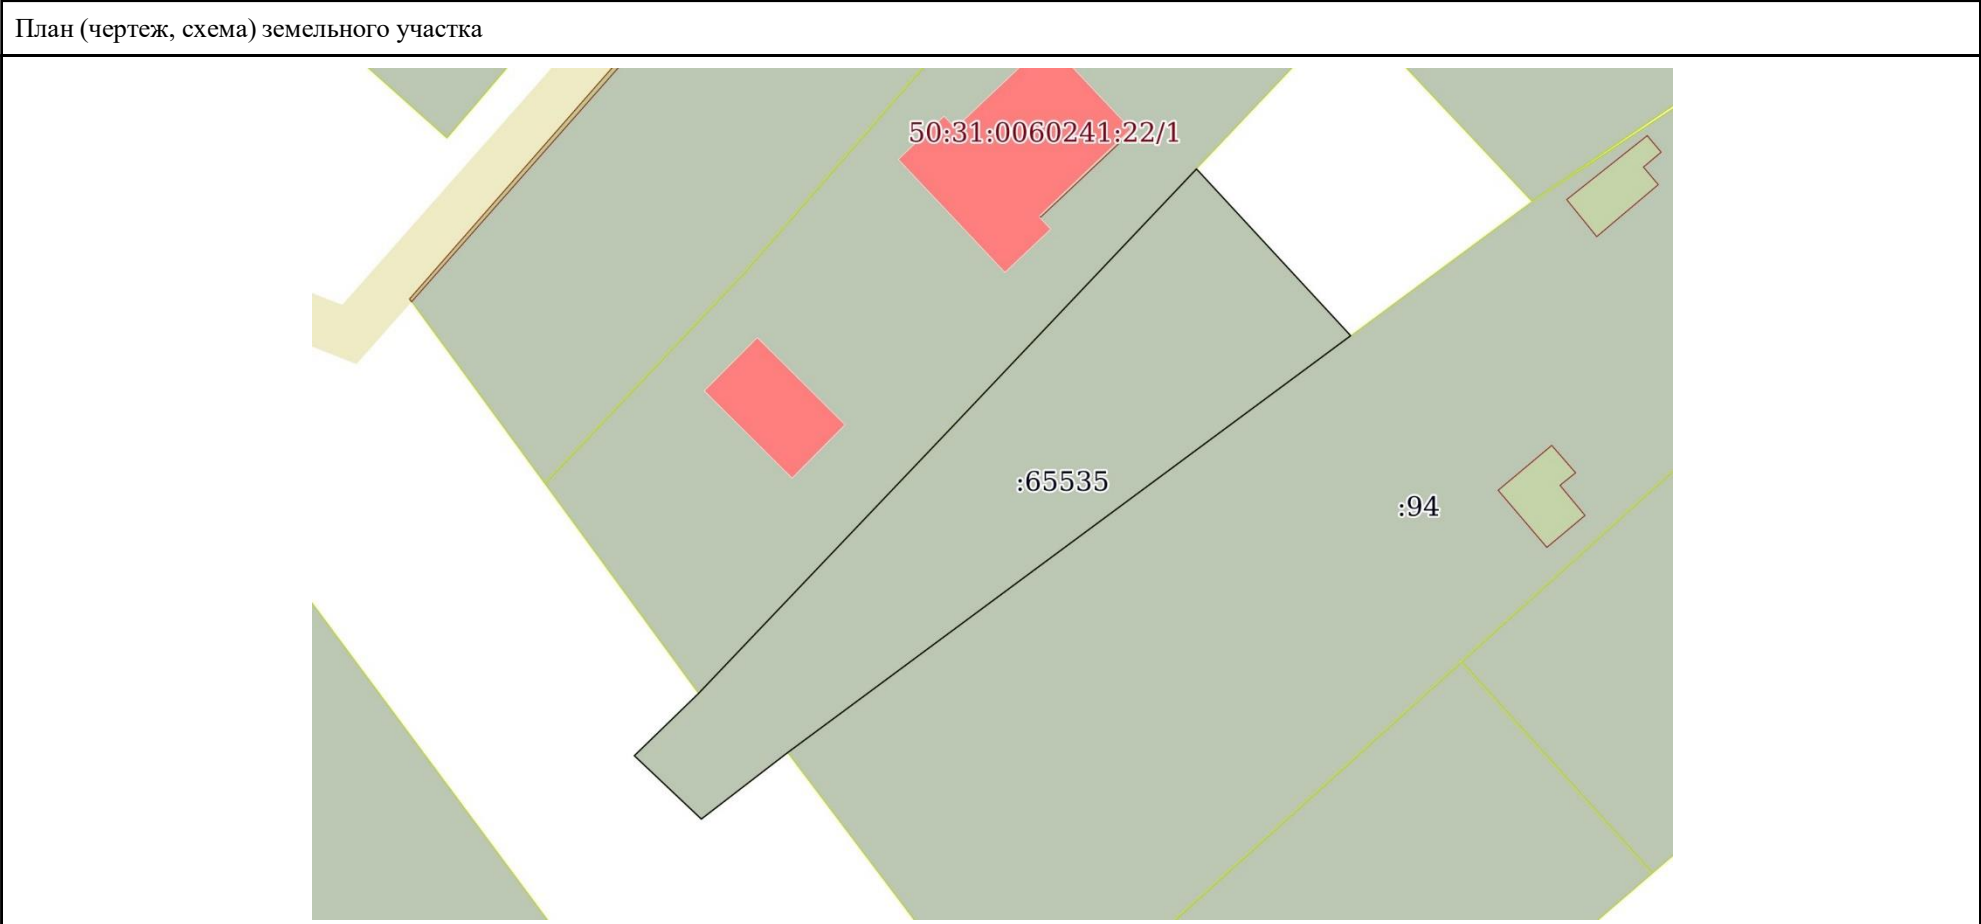 План (чертеж, схема) земельного участка
50:31:0060241:22/1
:65535
:94